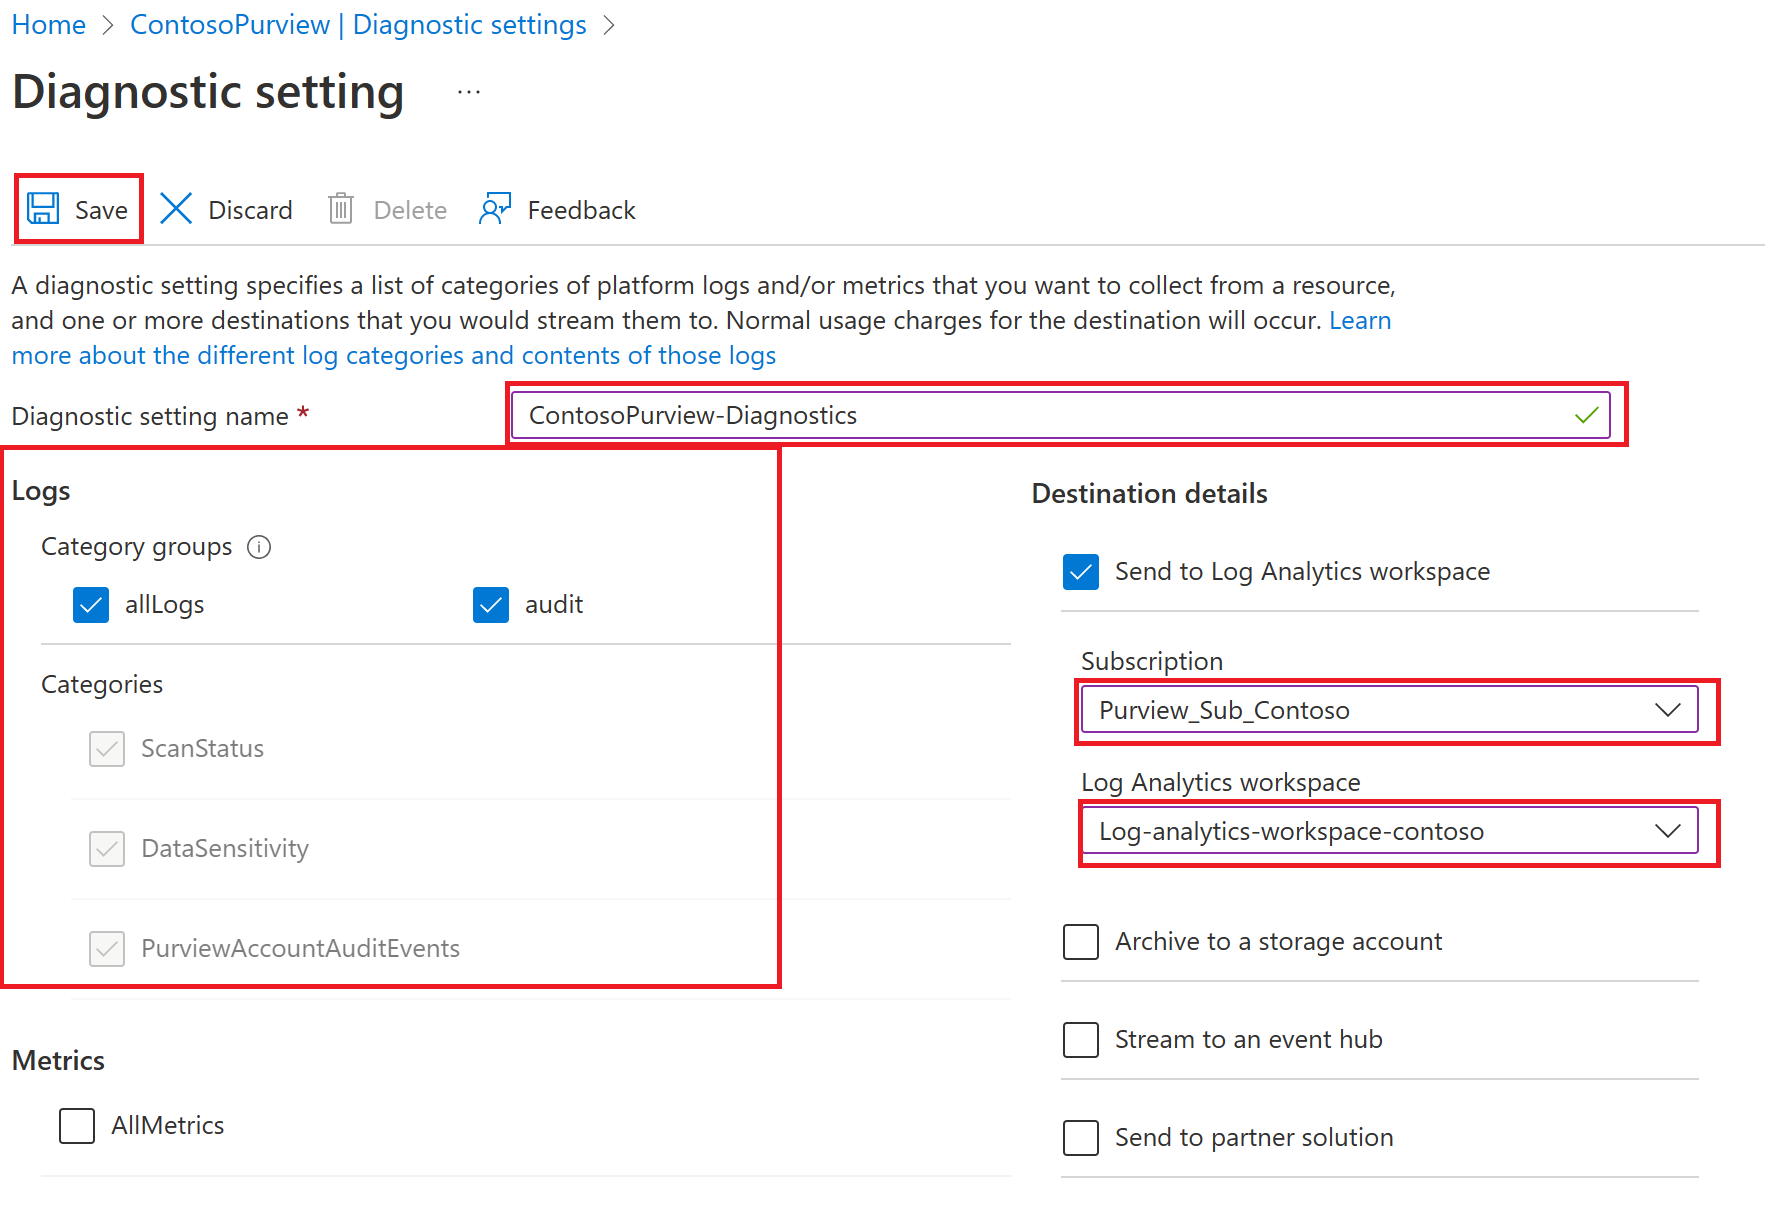 Home > ContosoPurview | Diagnostic settings >
Diagnostic setting ...
Save Discard Delete Feedback
A diagnostic setting specifies a list of categories of platform logs and/or metrics that you want to collect from a resource,
and one or more destinations that you would stream them to. Normal usage charges for the destination will occur. Learn
more about the different log categories and contents of those logs
Diagnostic setting name * ContosoPurview-Diagnostics
Logs
Category groups
allLogs audit
Categories
ScanStatus
DataSensitivity
PurviewAccountAuditEvents
Metrics
AllMetrics
Destination details
Send to Log Analytics workspace
Subscription
Purview_Sub_Contoso
Log Analytics workspace
Log-analytics-workspace-contoso
Archive to a storage account
Stream to an event hub
Send to partner solution